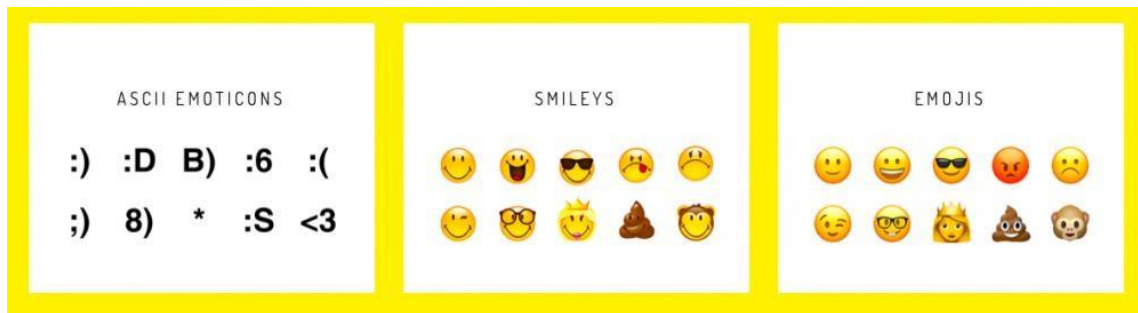 ASCII EMOTICONS
:) :D B) :6 :(
;) 8) * :S <3
SMILEYS
EMOJIS